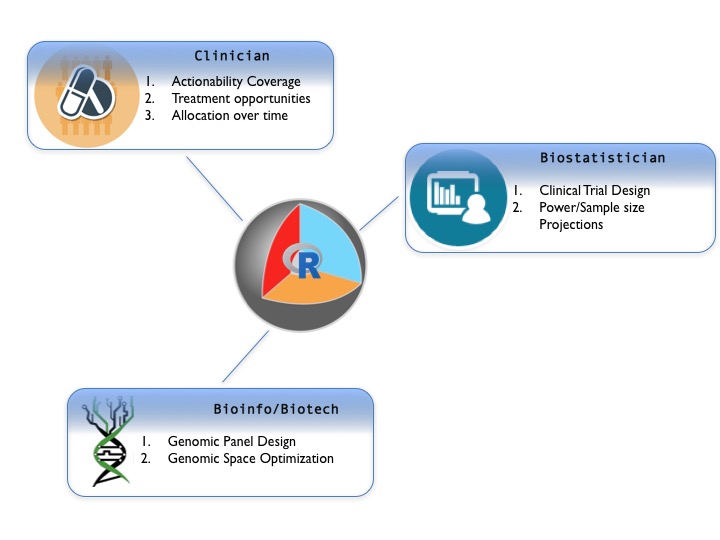 Clinician
1. Actionability Coverage
2. Treatment opportunities
3. Allocation over time
Biostatistician
1. Clinical Trial Design
2. Power/Sample size
Projections
R
Bioinfo/Biotech
1. Genomic Panel Design
2. Genomic Space Optimization